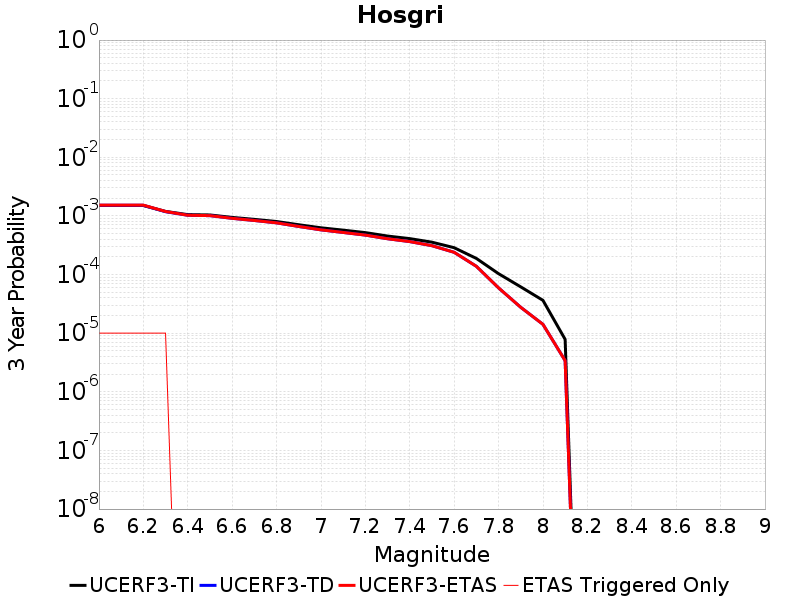 Hosgri
10^0
10^-1
10^-2
10^-3
10^-4
10^-5
10^-6
10^-7
10^-8
3 Year Probability
6 6.2 6.4 6.6 6.8 7 7.2 7.4 7.6 7.8 8 8.2 8.4 8.6 8.8 9
Magnitude
UCERF3-TI UCERF3-TD UCERF3-ETAS ETAS Triggered Only